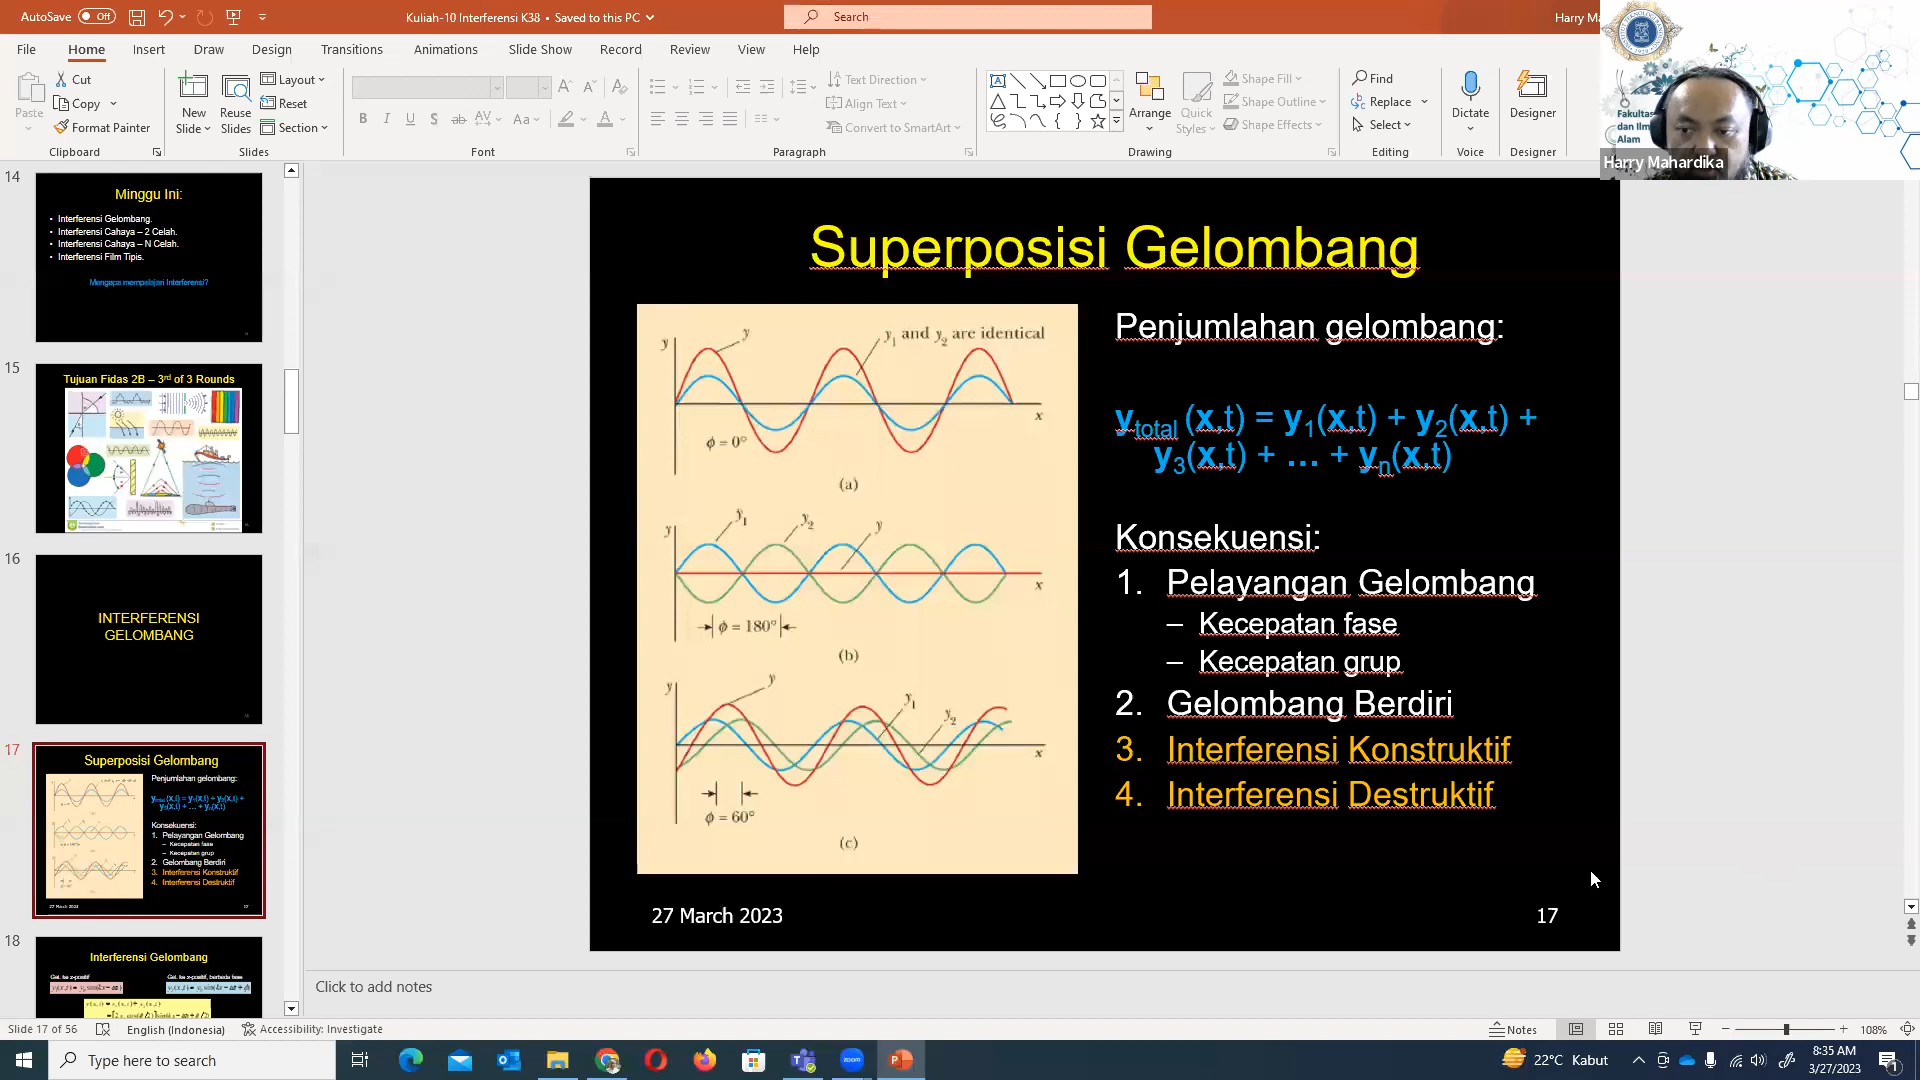 AutoSave Off
Kuliah-10 Interferensi K38 • Saved to this PC
Search
Harry Ma
File Home Insert Draw Design Transitions Animations Slide Show Record Review View Help
Paste
Cut
Copy
Format Painter
Clipboard
New Slide
Reuse Slides
Layout
Reset
Section
Slides
Font
Text Direction
Align Text
Convert to SmartArt
Paragraph
Arrange
Quick Styles
Shape Fill
Shape Outline
Shape Effects
Drawing
Find
Replace
Select
Editing
Dictate
Voice
Designer
Designer
Fakultas
dan Ilm
Alam
Harry Mahardika
14
Minggu Ini:
• Interferensi Gelombang.
• Interferensi Cahaya – 2 Celah.
• Interferensi Cahaya – N Celah.
• Interferensi Film Tipis.
Mengapa mempelajari Interferensi?
15
Tujuan Fidas 2B – 3rd of 3 Rounds
16
INTERFERENSI
GELOMBANG
17
Superposisi Gelombang
Penjumlahan gelombang:
ytotal (x,t) = y1(x,t) + y2(x,t) +
y3(x,t) + … + yn(x,t)
Konsekuensi:
1. Pelayangan Gelombang
– Kecepatan fase
– Kecepatan grup
2. Gelombang Berdiri
3. Interferensi Konstruktif
4. Interferensi Destruktif
27 March 2023
17
18
Interferensi Gelombang
Gel. ke x-positif
Gel. ke x-positif, berbeda fase
Superposisi Gelombang
y
y
y1 and y2 are identical
x
ϕ = 0°
(a)
y
y1
y2
y
x
ϕ = 180°
(b)
y
y
y1
y2
x
ϕ = 60°
(c)
Penjumlahan gelombang:
ytotal (x,t) = y1(x,t) + y2(x,t) +
y3(x,t) + … + yn(x,t)
Konsekuensi:
1. Pelayangan Gelombang
– Kecepatan fase
– Kecepatan grup
2. Gelombang Berdiri
3. Interferensi Konstruktif
4. Interferensi Destruktif
27 March 2023
17
Click to add notes
Slide 17 of 56
English (Indonesia)
Accessibility: Investigate
Notes
108%
Type here to search
22°C Kabut
8:35 AM
3/27/2023